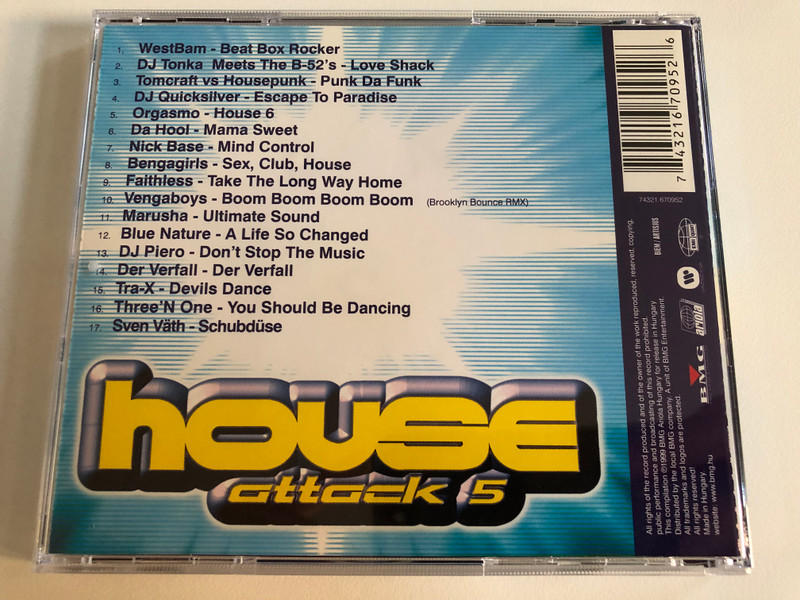 1. WestBam - Beat Box Rocker
2. DJ Tonka Meets The B-52's - Love Shack
3. Tomcraft vs Housepunk - Punk Da Funk
4. DJ Quicksilver - Escape To Paradise
5. Orgasmo - House 6
6. Da Hool - Mama Sweet
7. Nick Base - Mind Control
8. Bengagirls - Sex, Club, House
9. Faithless - Take The Long Way Home
10. Vengaboys - Boom Boom Boom Boom (Brooklyn Bounce RMX)
11. Marusha - Ultimate Sound
12. Blue Nature - A Life So Changed
13. DJ Piero - Don't Stop The Music
14. Der Verfall - Der Verfall
15. Tra-X - Devils Dance
16. Three'N One - You Should Be Dancing
17. Sven Väth - Schubdüse
house
attack 5
7 43216 70952 6
74321 670952
BIEM / ARTISJUS
ariola
BMG
All rights of the record produced and of the owner of the work reproduced, reserved, copying,
public performance and broadcasting of this record prohibited.
This compilation ℗1999 BMG Ariola Hungary for release in Hungary
Distributed by the local BMG company. A unit of BMG Entertainment.
All trademarks and logos are protected.
All rights reserved!
Made in Hungary.
website: www.bmg.hu